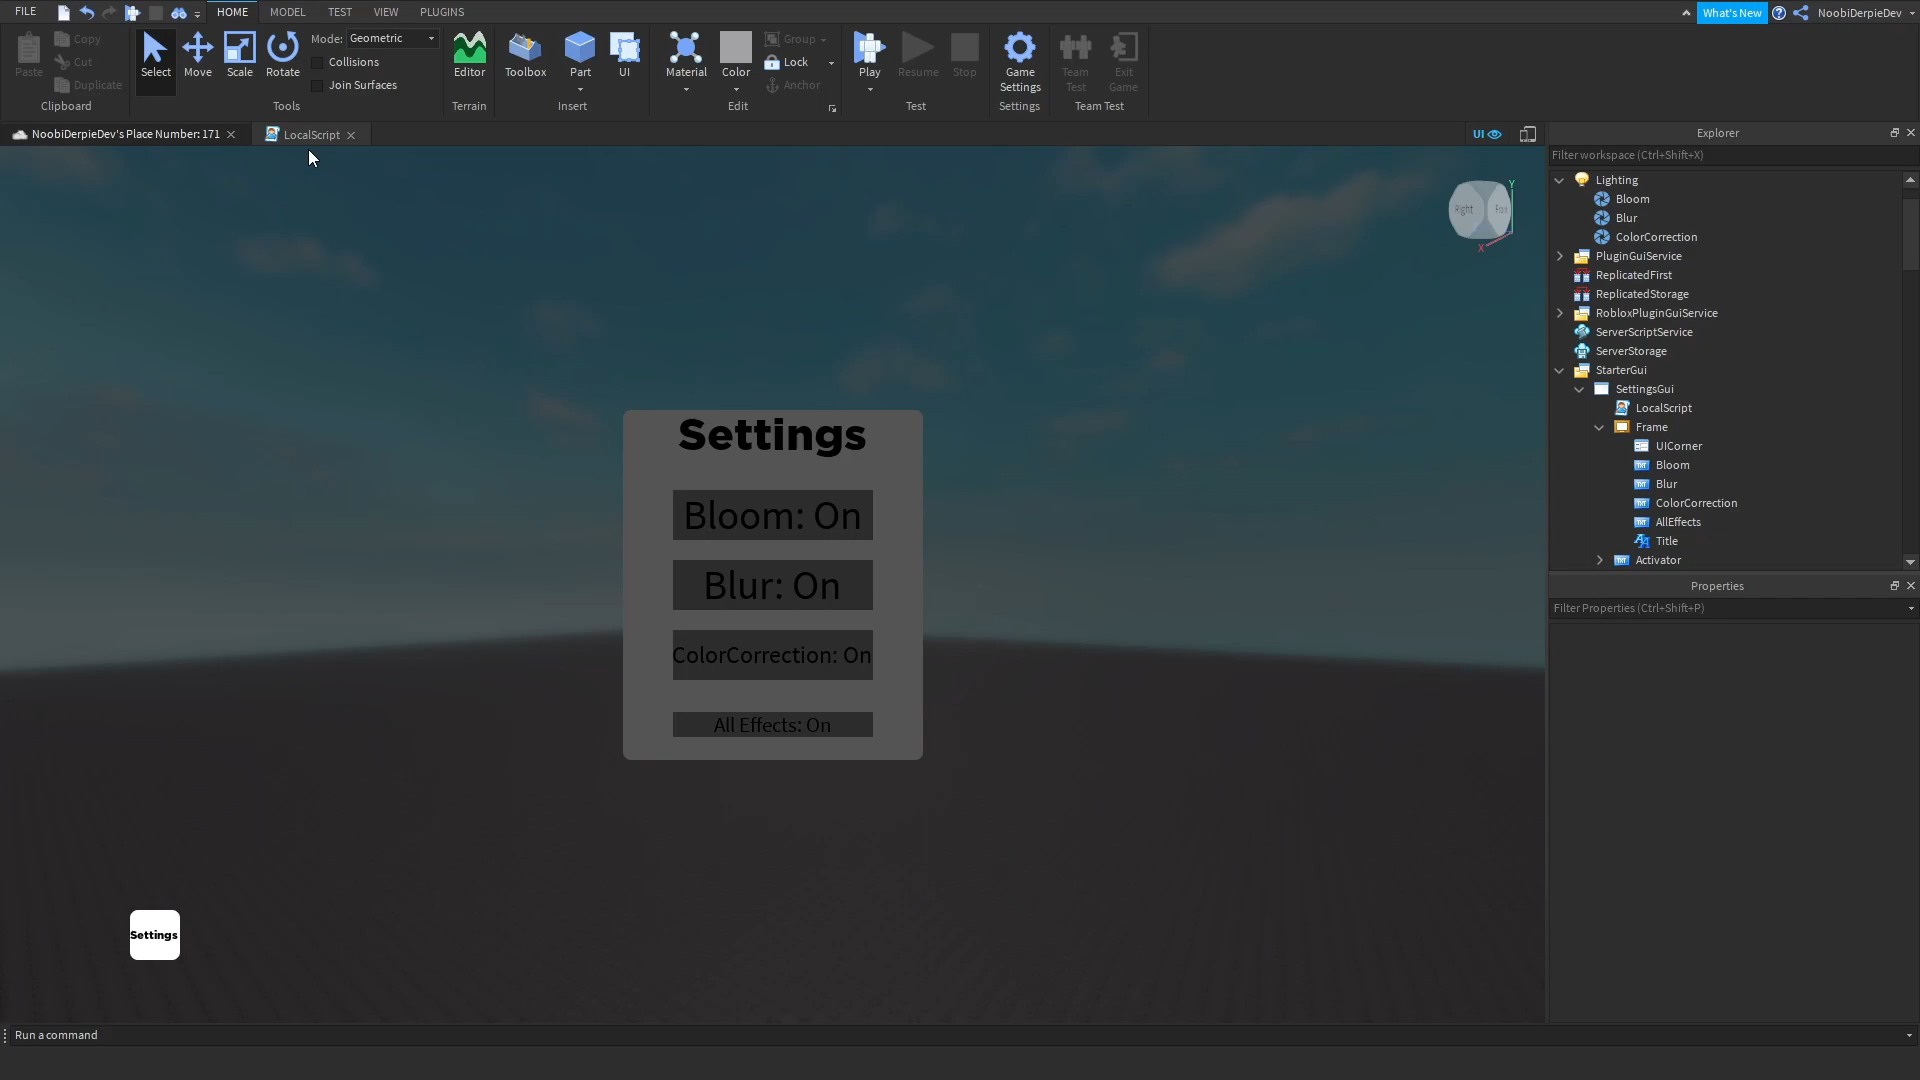 FILE HOME MODEL TEST VIEW PLUGINS What's New NoobiDerpieDev
Paste Copy Cut Duplicate Clipboard
Select Move Scale Rotate Mode: Geometric Collisions Join Surfaces Tools
Editor Terrain
Toolbox Part UI Insert
Material Color Group Lock Anchor Edit
Play Resume Stop Test
Game Settings Settings
Team Test Exit Game Team Test
NoobiDerpieDev's Place Number: 171 LocalScript UI
Explorer
Filter workspace (Ctrl+Shift+X)
Lighting
Bloom
Blur
ColorCorrection
PluginGuiService
ReplicatedFirst
ReplicatedStorage
RobloxPluginGuiService
ServerScriptService
ServerStorage
StarterGui
SettingsGui
LocalScript
Frame
UICorner
Bloom
Blur
ColorCorrection
AllEffects
Title
Activator
Properties
Filter Properties (Ctrl+Shift+P)
Y
Right
X
Settings
Bloom: On
Blur: On
ColorCorrection: On
All Effects: On
Settings
Run a command